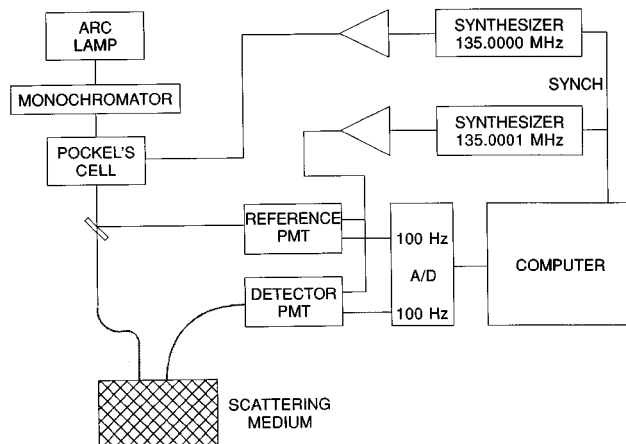 ARC
LAMP
SYNTHESIZER
135.0000 MHz
MONOCHROMATOR
SYNCH
POCKEL'S
CELL
SYNTHESIZER
135.0001 MHz
REFERENCE
PMT
100 Hz
A/D
100 Hz
COMPUTER
DETECTOR
PMT
SCATTERING
MEDIUM